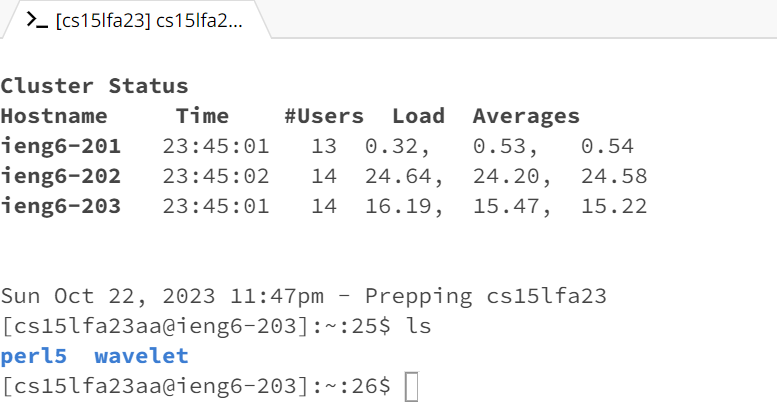 [cs15lfa23] cs15lfa2...
Cluster Status
Hostname     Time    #Users  Load  Averages
ieng6-201   23:45:01   13  0.32,   0.53,   0.54
ieng6-202   23:45:02   14  24.64,  24.20,  24.58
ieng6-203   23:45:01   14  16.19,  15.47,  15.22
Sun Oct 22, 2023 11:47pm - Prepping cs15lfa23
[cs15lfa23aa@ieng6-203]:~:25$ ls
perl5  wavelet
[cs15lfa23aa@ieng6-203]:~:26$